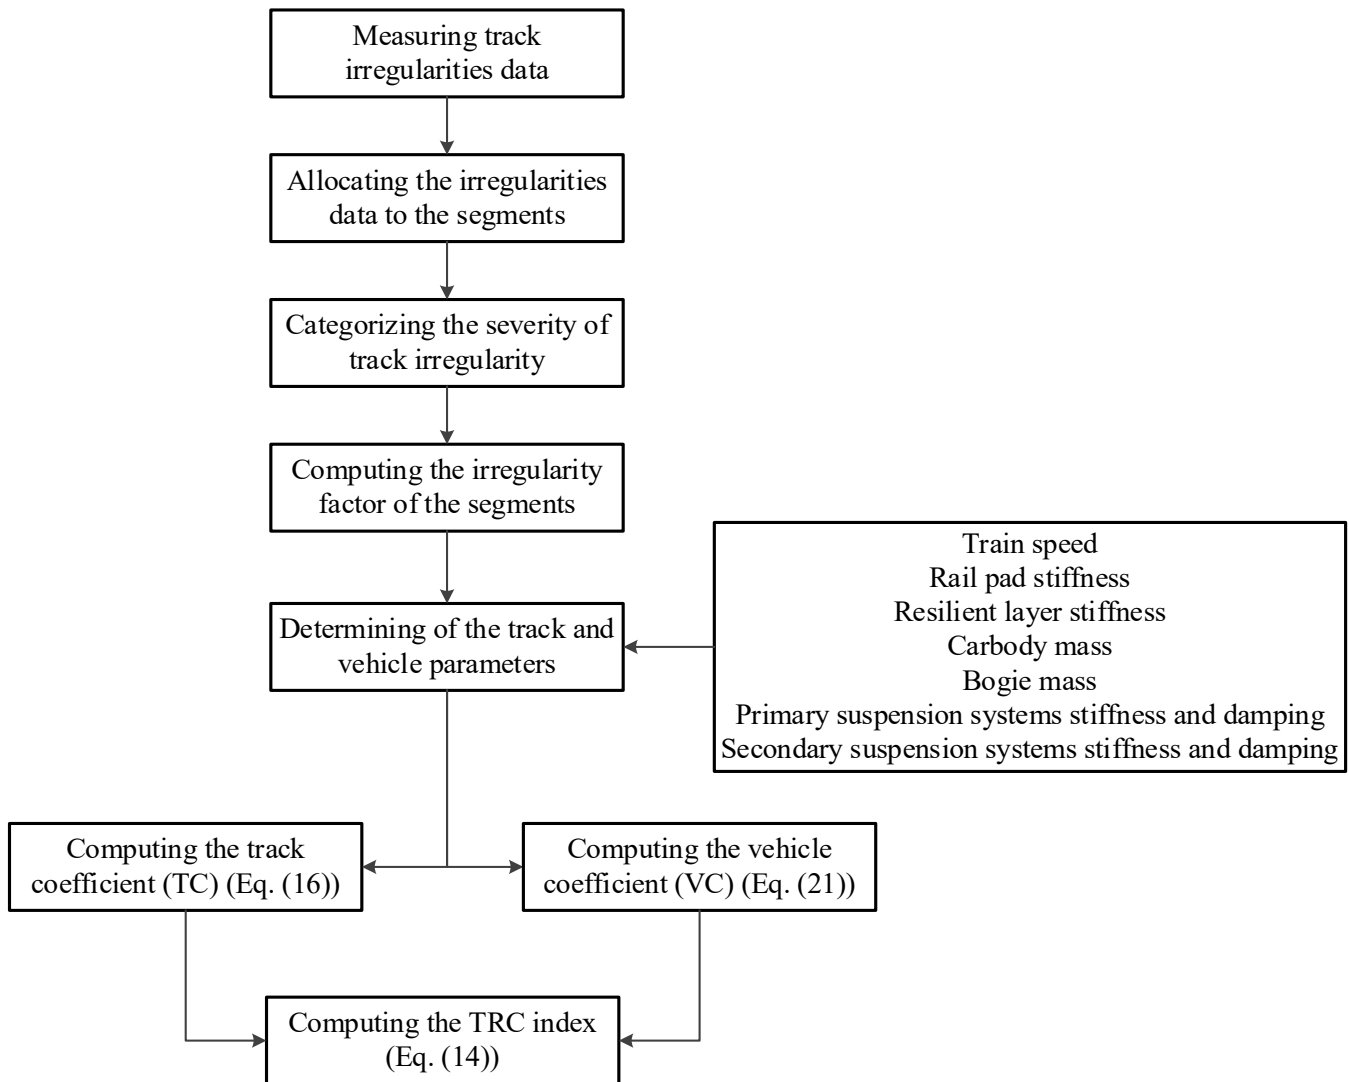 Measuring track
irregularities data
Allocating the irregularities
data to the segments
Categorizing the severity of
track irregularity
Computing the irregularity
factor of the segments
Determining of the track and
vehicle parameters
Train speed
Rail pad stiffness
Resilient layer stiffness
Carbody mass
Bogie mass
Primary suspension systems stiffness and damping
Secondary suspension systems stiffness and damping
Computing the track
coefficient (TC) (Eq. (16))
Computing the vehicle
coefficient (VC) (Eq. (21))
Computing the TRC index
(Eq. (14))